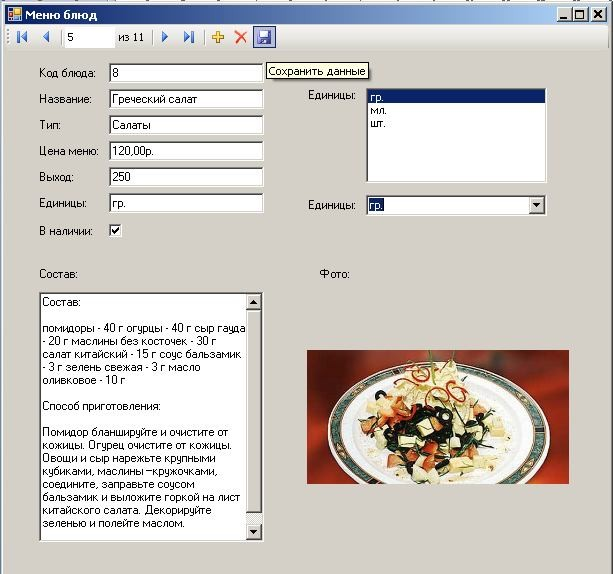 Меню блюд
5 из 11
Сохранить данные
Код блюда: 8
Название: Греческий салат
Тип: Салаты
Цена меню: 120,00р.
Выход: 250
Единицы: гр.
В наличии:
Единицы: гр.
мл.
шт.
Единицы: гр.
Состав:
Фото:
Состав:
помидоры - 40 г огурцы - 40 г сыр гауда
- 20 г маслины без косточек - 30 г
салат китайский - 15 г соус бальзамик
- 3 г зелень свежая - 3 г масло
оливковое - 10 г
Способ приготовления:
Помидор бланшируйте и очистите от
кожицы. Огурец очистите от кожицы.
Овощи и сыр нарежьте крупными
кубиками, маслины –кружочками,
соедините, заправьте соусом
бальзамик и выложите горкой на лист
китайского салата. Декорируйте
зеленью и полейте маслом.